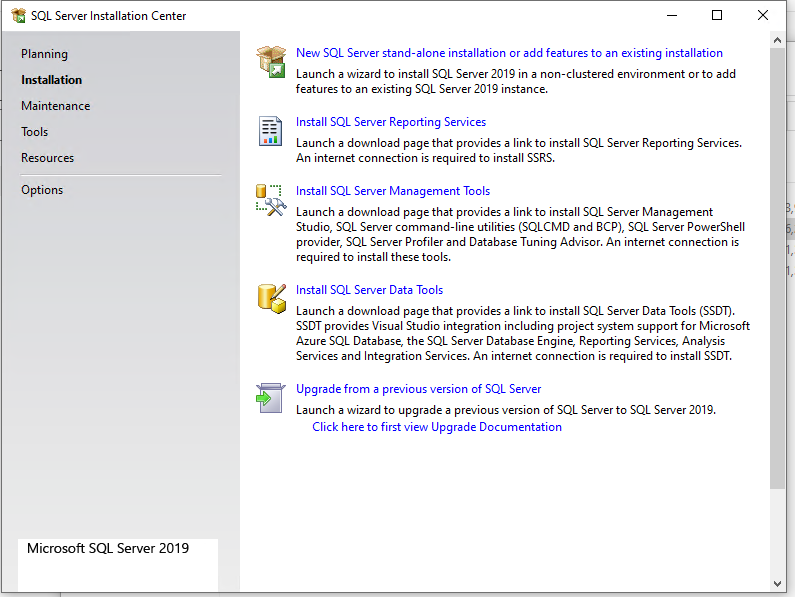 SQL Server Installation Center
Planning
Installation
Maintenance
Tools
Resources
Options
Microsoft SQL Server 2019
New SQL Server stand-alone installation or add features to an existing installation
Launch a wizard to install SQL Server 2019 in a non-clustered environment or to add
features to an existing SQL Server 2019 instance.
Install SQL Server Reporting Services
Launch a download page that provides a link to install SQL Server Reporting Services.
An internet connection is required to install SSRS.
Install SQL Server Management Tools
Launch a download page that provides a link to install SQL Server Management
Studio, SQL Server command-line utilities (SQLCMD and BCP), SQL Server PowerShell
provider, SQL Server Profiler and Database Tuning Advisor. An internet connection is
required to install these tools.
Install SQL Server Data Tools
Launch a download page that provides a link to install SQL Server Data Tools (SSDT).
SSDT provides Visual Studio integration including project system support for Microsoft
Azure SQL Database, the SQL Server Database Engine, Reporting Services, Analysis
Services and Integration Services. An internet connection is required to install SSDT.
Upgrade from a previous version of SQL Server
Launch a wizard to upgrade a previous version of SQL Server to SQL Server 2019.
Click here to first view Upgrade Documentation